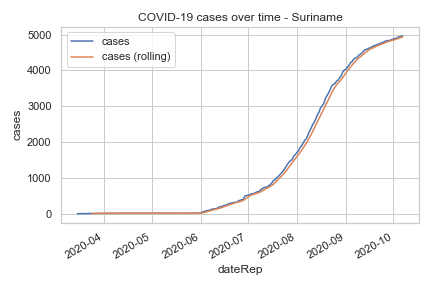 COVID-19 cases over time - Suriname
cases
cases (rolling)
5000
4000
3000
2000
1000
0
cases
2020-04
2020-05
2020-06
2020-07
2020-08
2020-09
2020-10
dateRep